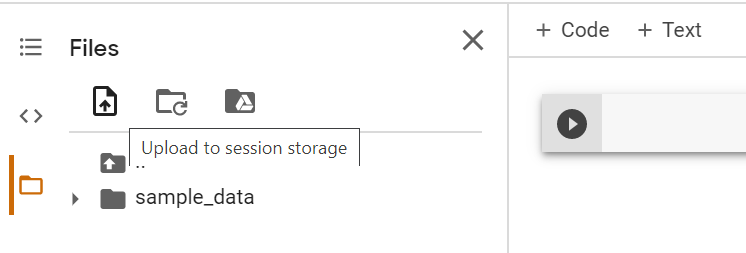 Files
+ Code + Text
Upload to session storage
..
sample_data